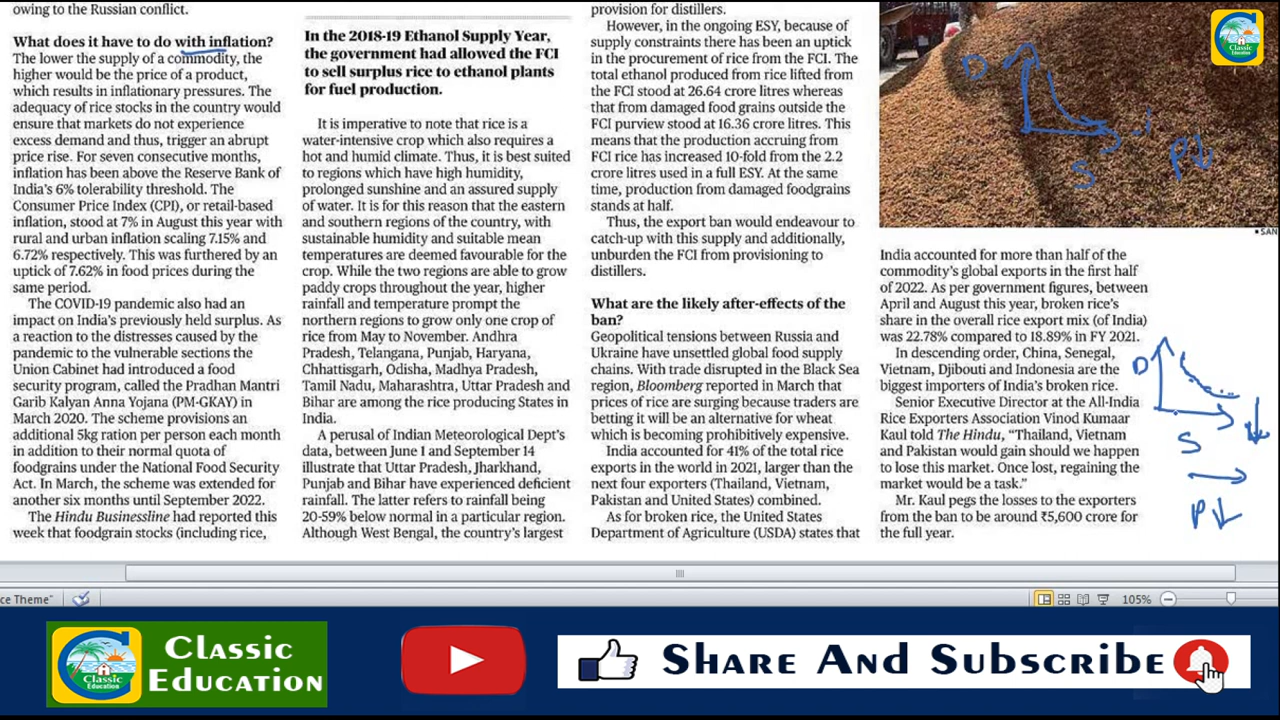 owing to the Russian conflict.
What does it have to do with inflation?
The lower the supply of a commodity, the
higher would be the price of a product,
which results in inflationary pressures. The
adequacy of rice stocks in the country would
ensure that markets do not experience
excess demand and thus, trigger an abrupt
price rise. For seven consecutive months,
inflation has been above the Reserve Bank of
India's 6% tolerability threshold. The
Consumer Price Index (CPI), or retail-based
inflation, stood at 7% in August this year with
rural and urban inflation scaling 7.15% and
6.72% respectively. This was furthered by an
uptick of 7.62% in food prices during the
same period.
The COVID-19 pandemic also had an
impact on India's previously held surplus. As
a reaction to the distresses caused by the
pandemic to the vulnerable sections the
Union Cabinet had introduced a food
security program, called the Pradhan Mantri
Garib Kalyan Anna Yojana (PM-GKAY) in
March 2020. The scheme provisions an
additional 5kg ration per person each month
in addition to their normal quota of
foodgrains under the National Food Security
Act. In March, the scheme was extended for
another six months until September 2022.
The Hindu Businessline had reported this
week that foodgrain stocks (including rice,
In the 2018-19 Ethanol Supply Year,
the government had allowed the FCI
to sell surplus rice to ethanol plants
for fuel production.
It is imperative to note that rice is a
water-intensive crop which also requires a
hot and humid climate. Thus, it is best suited
to regions which have high humidity,
prolonged sunshine and an assured supply
of water. It is for this reason that the eastern
and southern regions of the country, with
sustainable humidity and suitable mean
temperatures are deemed favourable for the
crop. While the two regions are able to grow
paddy crops throughout the year, higher
rainfall and temperature prompt the
northern regions to grow only one crop of
rice from May to November. Andhra
Pradesh, Telangana, Punjab, Haryana,
Chhattisgarh, Odisha, Madhya Pradesh,
Tamil Nadu, Maharashtra, Uttar Pradesh and
Bihar are among the rice producing States in
India.
A perusal of Indian Meteorological Dept's
data, between June 1 and September 14
illustrate that Uttar Pradesh, Jharkhand,
Punjab and Bihar have experienced deficient
rainfall. The latter refers to rainfall being
20-59% below normal in a particular region.
Although West Bengal, the country's largest
provision for distillers.
However, in the ongoing ESY, because of
supply constraints there has been an uptick
in the procurement of rice from the FCI. The
total ethanol produced from rice lifted from
the FCI stood at 26.64 crore litres whereas
that from damaged food grains outside the
FCI purview stood at 16.36 crore litres. This
means that the production accruing from
FCI rice has increased 10-fold from the 2.2
crore litres used in a full ESY. At the same
time, production from damaged foodgrains
stands at half.
Thus, the export ban would endeavour to
catch-up with this supply and additionally,
unburden the FCI from provisioning to
distillers.
What are the likely after-effects of the
ban?
Geopolitical tensions between Russia and
Ukraine have unsettled global food supply
chains. With trade disrupted in the Black Sea
region, Bloomberg reported in March that
prices of rice are surging because traders are
betting it will be an alternative for wheat
which is becoming prohibitively expensive.
India accounted for 41% of the total rice
exports in the world in 2021, larger than the
next four exporters (Thailand, Vietnam,
Pakistan and United States) combined.
As for broken rice, the United States
Department of Agriculture (USDA) states that
Classic
Education
D
S
P
SAN
India accounted for more than half of the
commodity's global exports in the first half
of 2022. As per government figures, between
April and August this year, broken rice's
share in the overall rice export mix (of India)
was 22.78% compared to 18.89% in FY 2021.
In descending order, China, Senegal,
Vietnam, Djibouti and Indonesia are the
biggest importers of India's broken rice.
Senior Executive Director at the All-India
Rice Exporters Association Vinod Kumaar
Kaul told The Hindu, "Thailand, Vietnam
and Pakistan would gain should we happen
to lose this market. Once lost, regaining the
market would be a task."
Mr. Kaul pegs the losses to the exporters
from the ban to be around ₹5,600 crore for
the full year.
D
S
P
ce Theme"
105%
Classic
Education
Classic
Education
Share And Subscribe